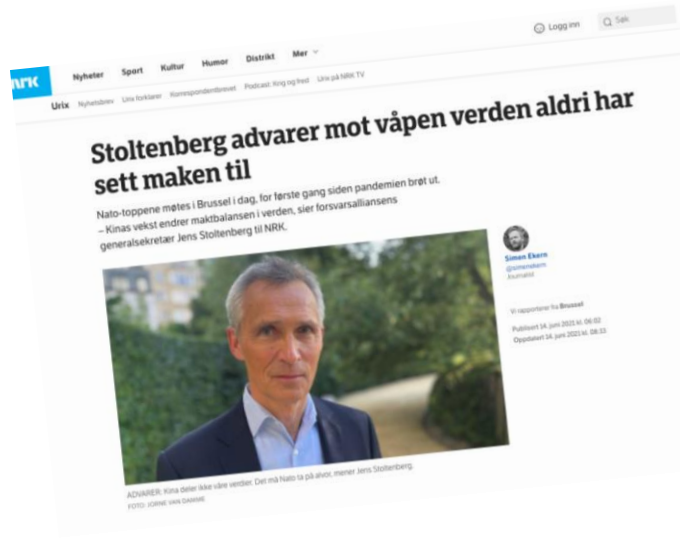 NRK
Logg inn
Søk
Nyheter Sport Kultur Humor Distrikt Mer
Urix Nyhetsbrev Urix forklarer Korrespondentbrevet Podcast: Krig og fred Urix på NRK TV
Stoltenberg advarer mot våpen verden aldri har
sett maken til
Nato-toppene møtes i Brussel i dag, for første gang siden pandemien brøt ut.
– Kinas vekst endrer maktbalansen i verden, sier forsvarsalliansens
generalsekretær Jens Stoltenberg til NRK.
Simen Ekern
@simenekern
Journalist
Vi rapporterer fra Brussel
Publisert 14. juni 2021 kl. 06:02
Oppdatert 14. juni 2021 kl. 08:13
ADVARER: Kina deler ikke våre verdier. Det må Nato ta på alvor, mener Jens Stoltenberg.
FOTO: VAN DAMME